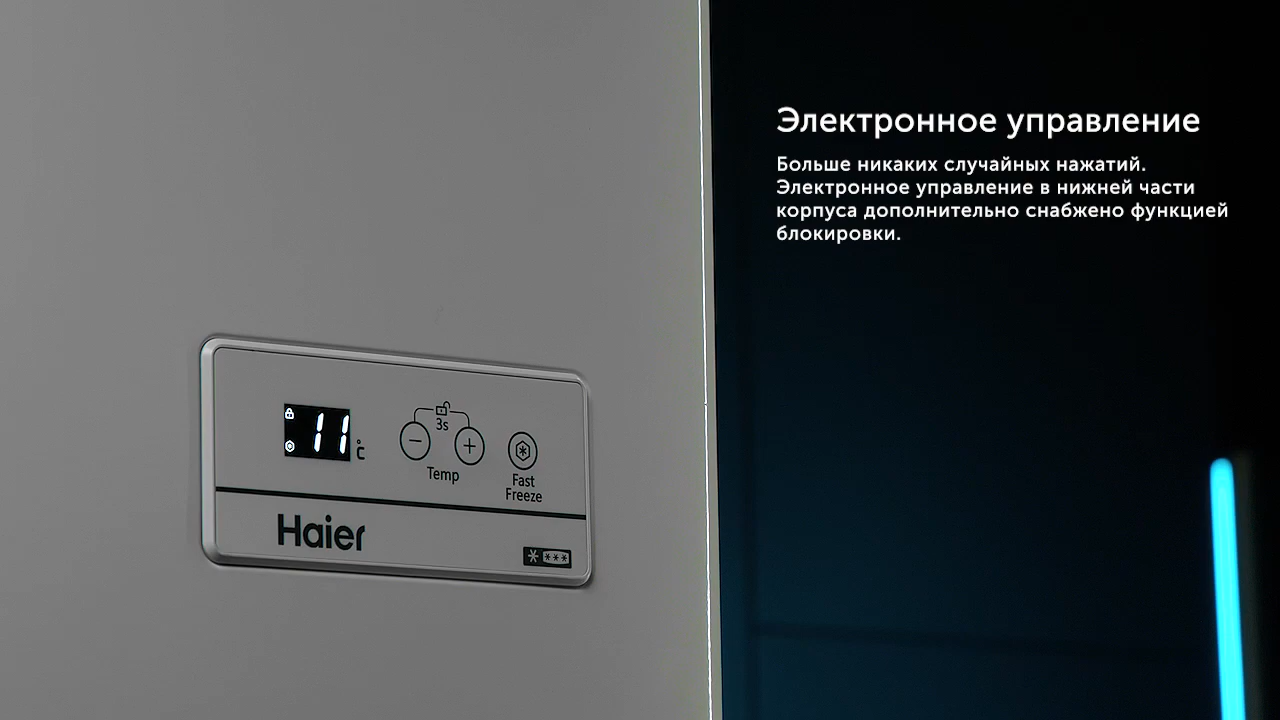 Электронное управление
Больше никаких случайных нажатий.
Электронное управление в нижней части
корпуса дополнительно снабжено функцией
блокировки.
11 °C
3s
− +
Temp
Fast
Freeze
Haier